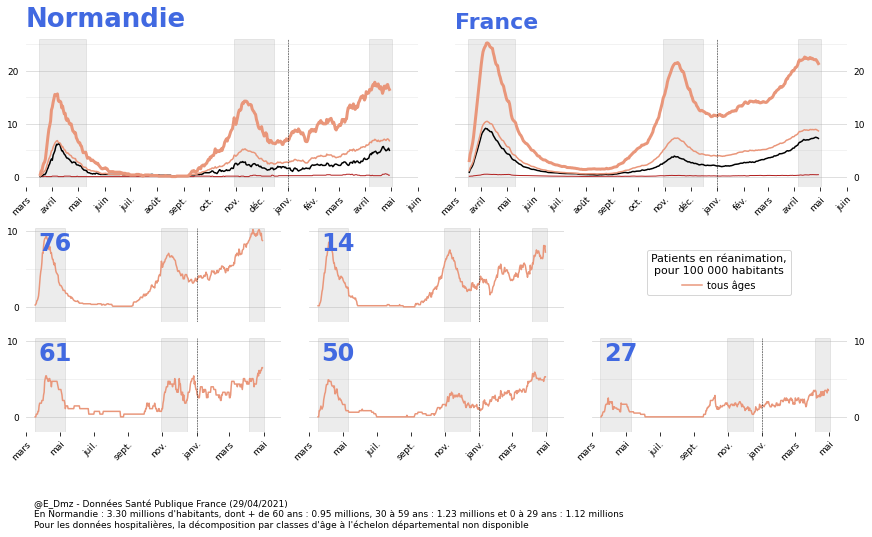 Normandie
France
20
10
0
20
10
0
mars avril mai juin juil. août sept. oct. nov. déc. janv. fév. mars avril mai juin
mars avril mai juin juil. août sept. oct. nov. déc. janv. fév. mars avril mai juin
10
0
76
14
Patients en réanimation,
pour 100 000 habitants
tous âges
10
0
61
50
27
10
0
mars mai juil. sept. nov. janv. mars mai
mars mai juil. sept. nov. janv. mars mai
mars mai juil. sept. nov. janv. mars mai
@E_Dmz - Données Santé Publique France (29/04/2021)
En Normandie : 3.30 millions d'habitants, dont + de 60 ans : 0.95 millions, 30 à 59 ans : 1.23 millions et 0 à 29 ans : 1.12 millions
Pour les données hospitalières, la décomposition par classes d'âge à l'échelon départemental non disponible